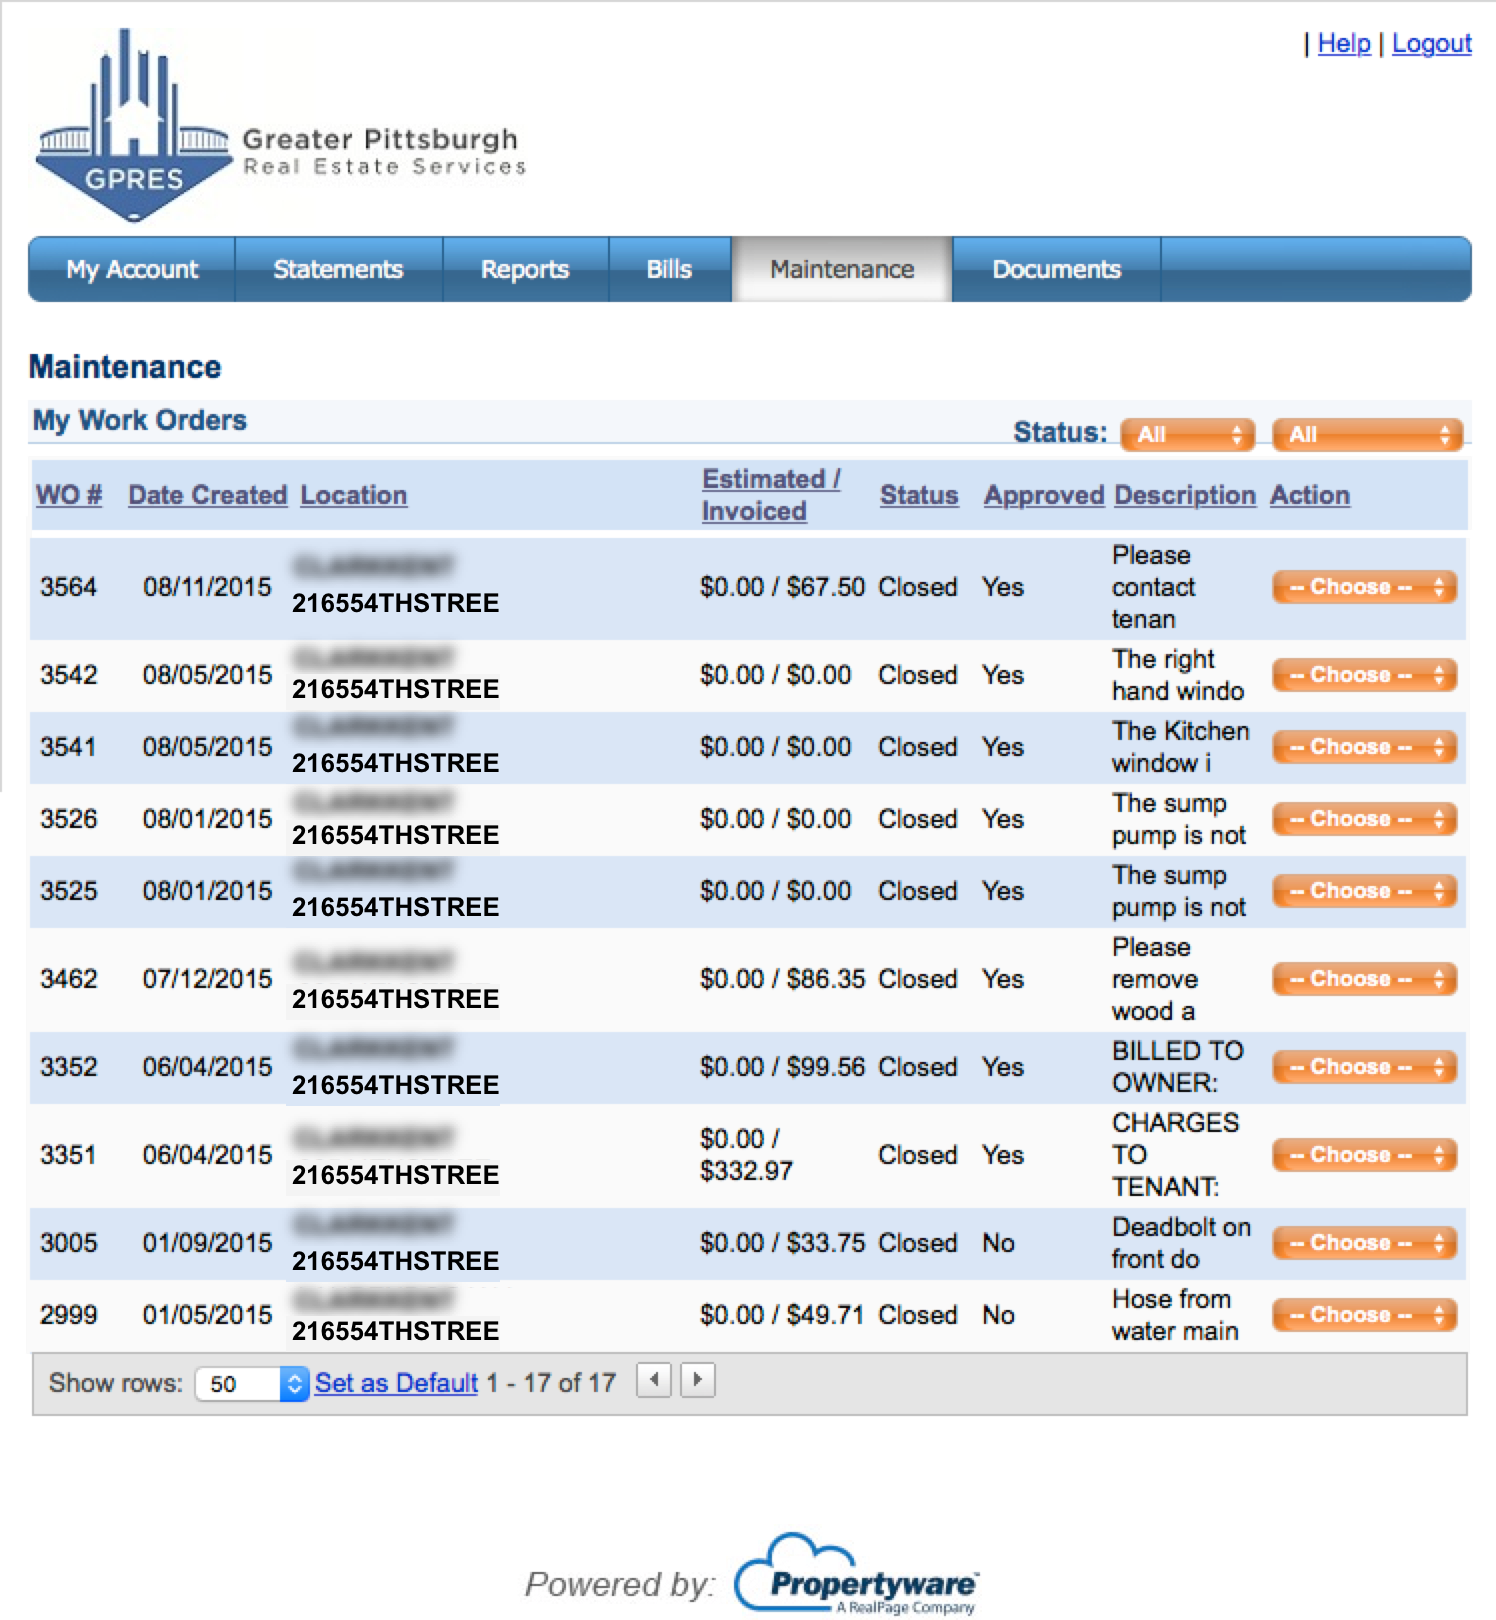 | Help | Logout
GPRES
Greater Pittsburgh
Real Estate Services
My Account Statements Reports Bills Maintenance Documents
Maintenance
My Work Orders
Status: All All
WO # Date Created Location Estimated / Invoiced Status Approved Description Action
3564 08/11/2015 216554THSTREE $0.00 / $67.50 Closed Yes Please contact tenan -- Choose --
3542 08/05/2015 216554THSTREE $0.00 / $0.00 Closed Yes The right hand windo -- Choose --
3541 08/05/2015 216554THSTREE $0.00 / $0.00 Closed Yes The Kitchen window i -- Choose --
3526 08/01/2015 216554THSTREE $0.00 / $0.00 Closed Yes The sump pump is not -- Choose --
3525 08/01/2015 216554THSTREE $0.00 / $0.00 Closed Yes The sump pump is not -- Choose --
3462 07/12/2015 216554THSTREE $0.00 / $86.35 Closed Yes Please remove wood a -- Choose --
3352 06/04/2015 216554THSTREE $0.00 / $99.56 Closed Yes BILLED TO OWNER: -- Choose --
3351 06/04/2015 216554THSTREE $0.00 / $332.97 Closed Yes CHARGES TO TENANT: -- Choose --
3005 01/09/2015 216554THSTREE $0.00 / $33.75 Closed No Deadbolt on front do -- Choose --
2999 01/05/2015 216554THSTREE $0.00 / $49.71 Closed No Hose from water main -- Choose --
Show rows: 50 Set as Default 1 - 17 of 17
Powered by: Propertyware
A RealPage Company